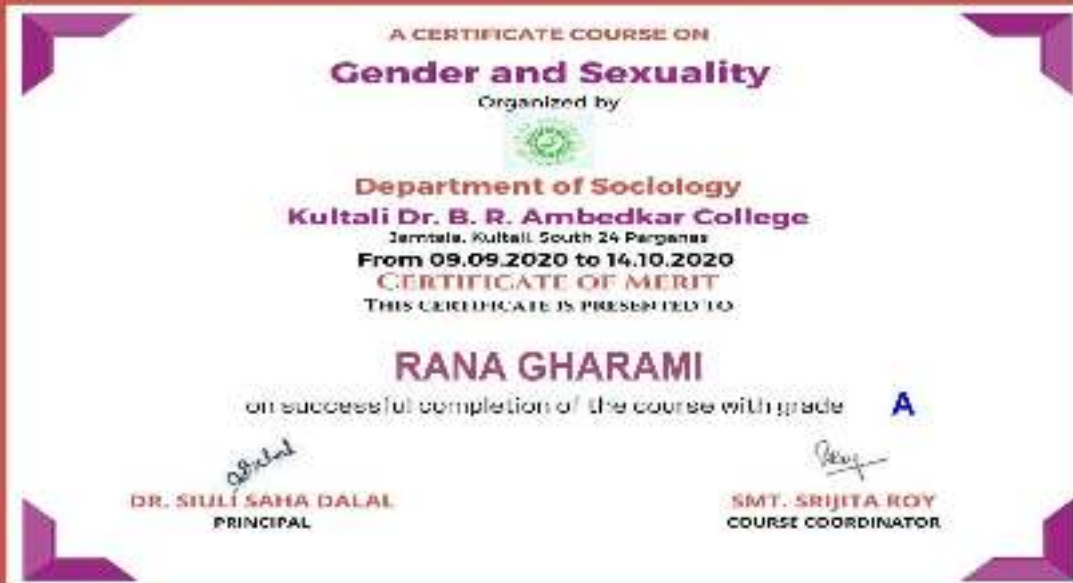 A CERTIFICATE COURSE ON
Gender and Sexuality
Organized by
Department of Sociology
Kultali Dr. B. R. Ambedkar College
Jamtala, Kultali, South 24 Parganas
From 09.09.2020 to 14.10.2020
CERTIFICATE OF MERIT
THIS CERTIFICATE IS PRESENTED TO
RANA GHARAMI
on successful completion of the course with grade A
DR. SIULI SAHA DALAL
PRINCIPAL
SMT. SRIJITA ROY
COURSE COORDINATOR